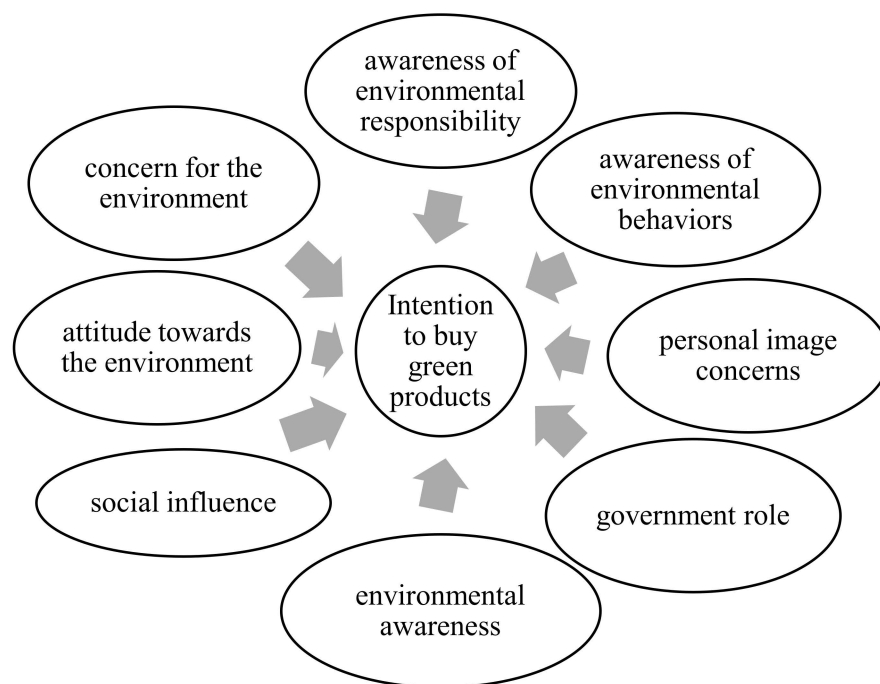 awareness of
environmental
responsibility
concern for the
environment
awareness of
environmental
behaviors
attitude towards
the environment
Intention
to buy
green
products
personal image
concerns
social influence
government role
environmental
awareness